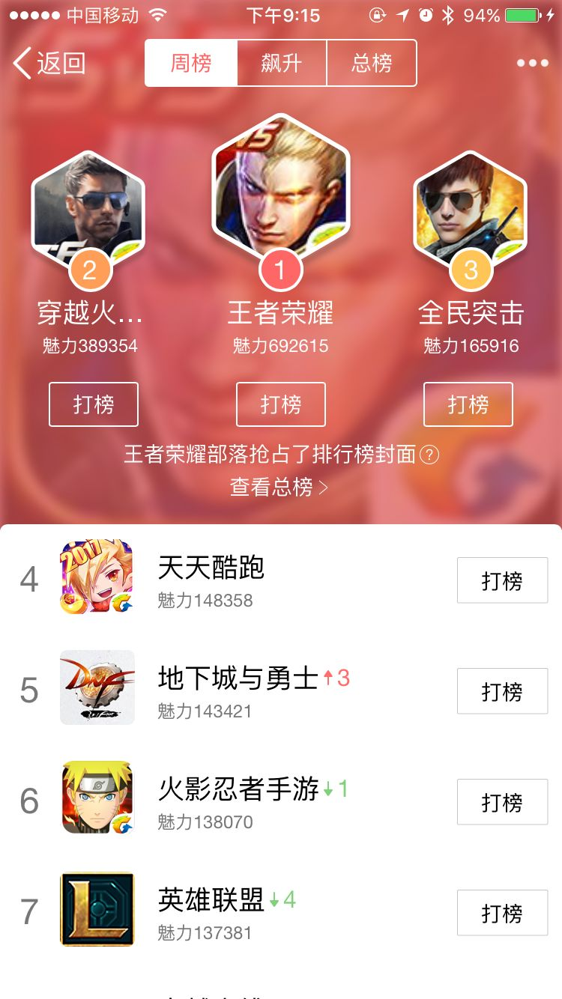 中国移动 下午9:15 94%
返回 周榜 飙升 总榜
5V5
2 1 3
穿越火... 王者荣耀 全民突击
魅力389354 魅力692615 魅力165916
打榜 打榜 打榜
王者荣耀部落抢占了排行榜封面?
查看总榜
4 天天酷跑 打榜
魅力148358
2017
5 地下城与勇士 3 打榜
魅力143421
DNF
6 火影忍者手游 1 打榜
魅力138070
7 英雄联盟 4 打榜
魅力137381
L